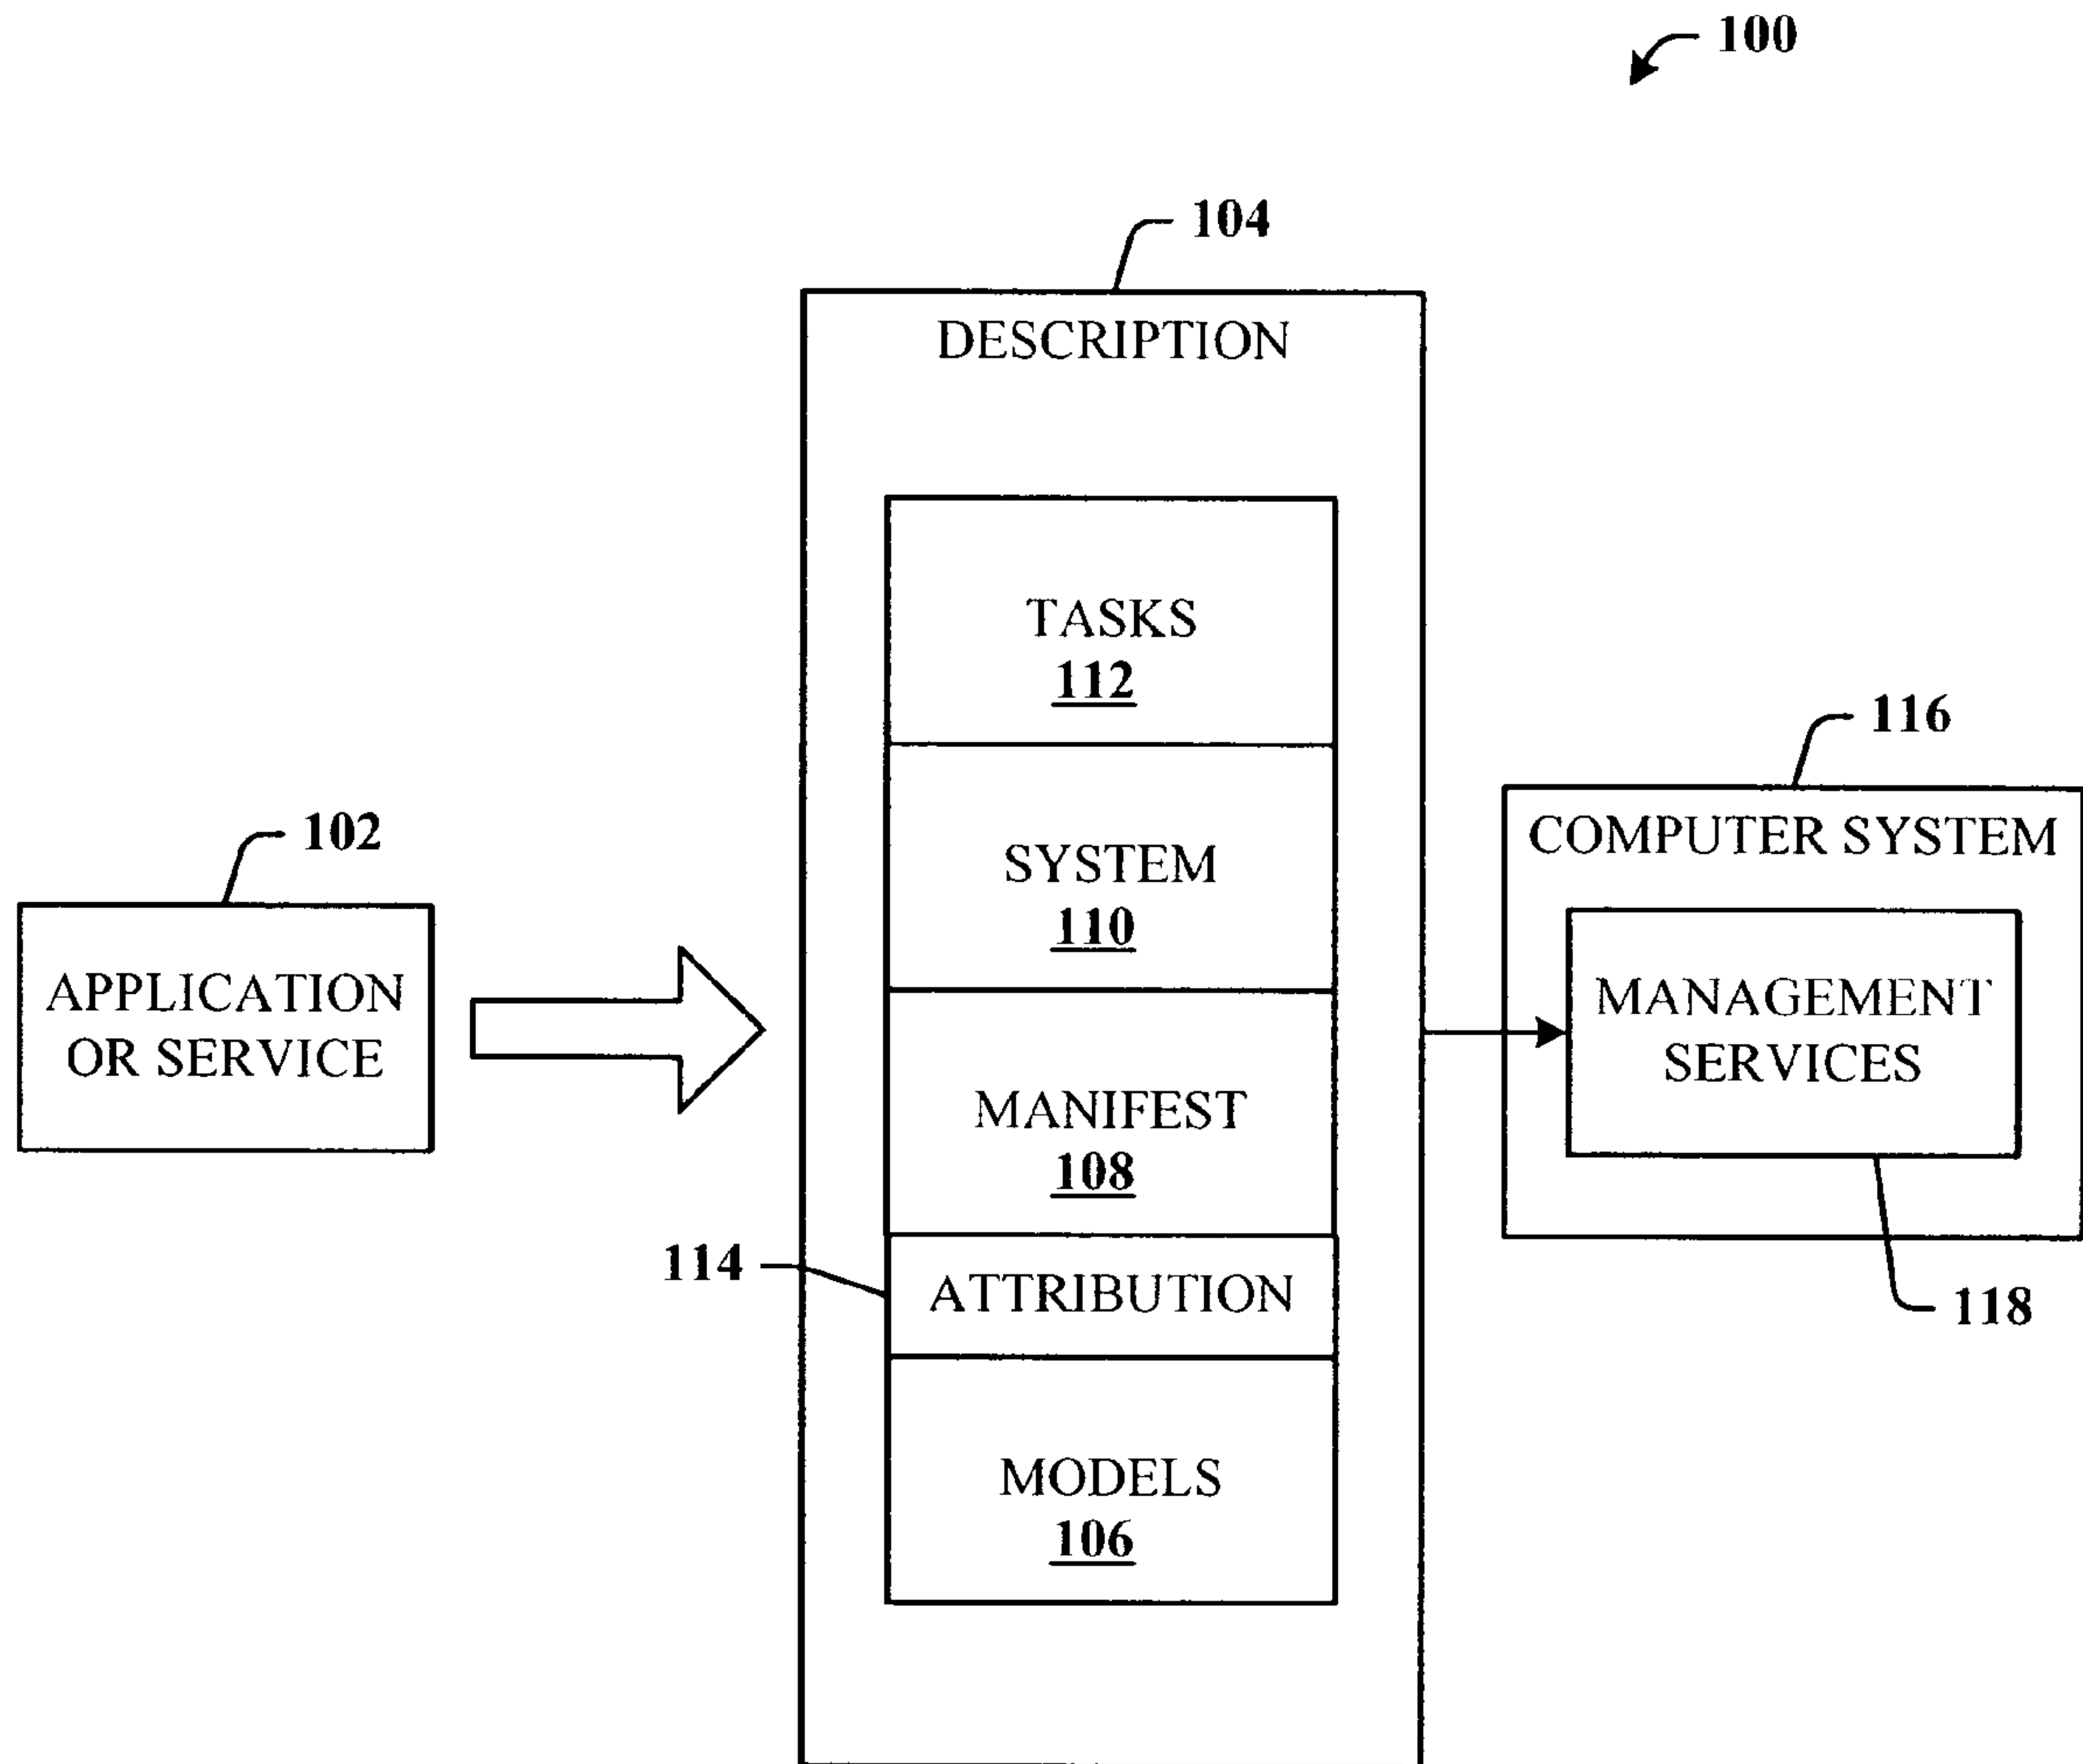 100
104
DESCRIPTION
TASKS
112
SYSTEM
110
MANIFEST
108
114
ATTRIBUTION
MODELS
106
102
APPLICATION
OR SERVICE
116
COMPUTER SYSTEM
MANAGEMENT
SERVICES
118